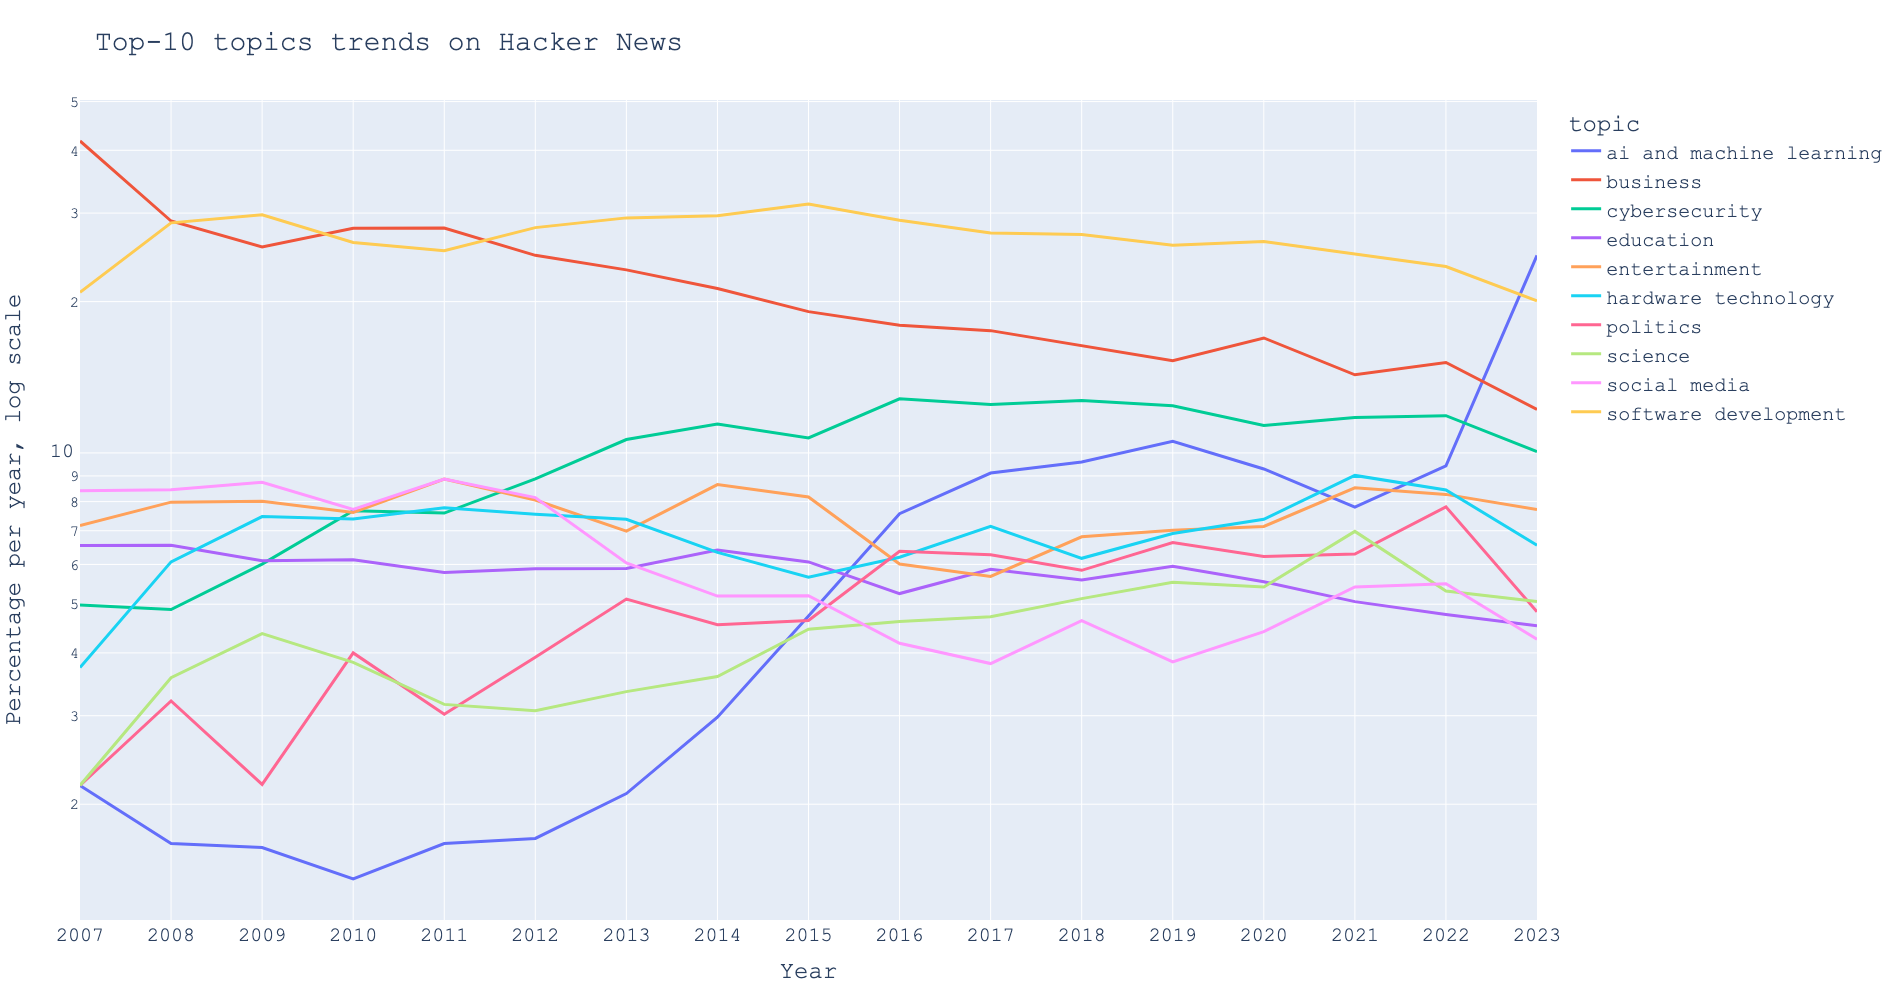 Top-10 topics trends on Hacker News
Percentage per year, log scale
5
4
3
2
10
9
8
7
6
5
4
3
2
2007 2008 2009 2010 2011 2012 2013 2014 2015 2016 2017 2018 2019 2020 2021 2022 2023
Year
topic
ai and machine learning
business
cybersecurity
education
entertainment
hardware technology
politics
science
social media
software development